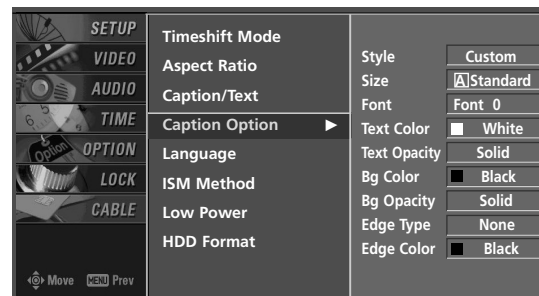 SETUP
VIDEO
AUDIO
TIME
OPTION
LOCK
CABLE
Move MENU Prev
Timeshift Mode
Aspect Ratio
Caption/Text
Caption Option ▶
Language
ISM Method
Low Power
HDD Format
Style Custom
Size A Standard
Font Font 0
Text Color White
Text Opacity Solid
Bg Color Black
Bg Opacity Solid
Edge Type None
Edge Color Black